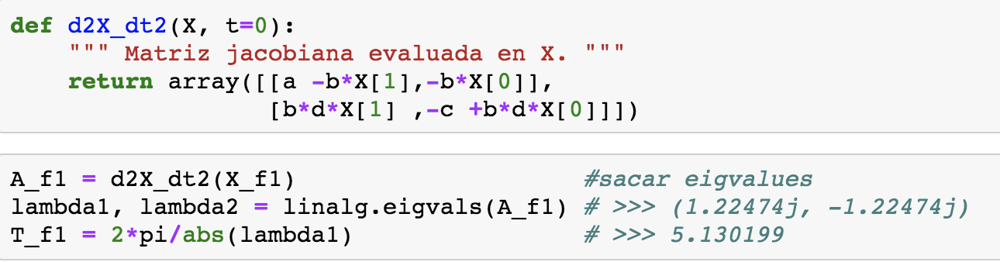 def d2X_dt2(X, t=0):
    """ Matriz jacobiana evaluada en X. """
    return array([[a -b*X[1],-b*X[0]],
                  [b*d*X[1] ,-c +b*d*X[0]]])
A_f1 = d2X_dt2(X_f1)                    #sacar eigvalues
lambda1, lambda2 = linalg.eigvals(A_f1) # >>> (1.22474j, -1.22474j)
T_f1 = 2*pi/abs(lambda1)                # >>> 5.130199